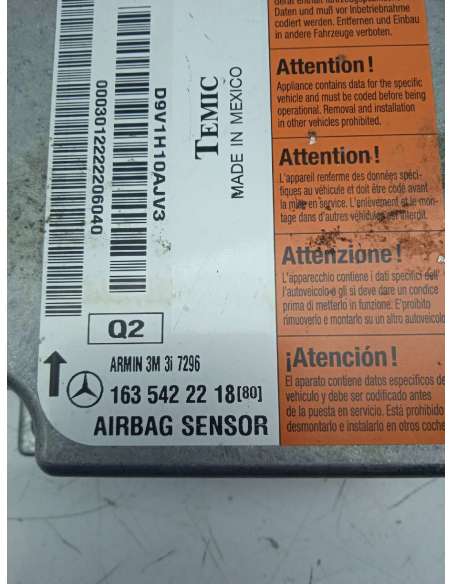 0003012222206040
D9V1H10AJV3
TEMIC
MADE IN MEXICO
Q2
ARMIN 3M 3i 7296
163 542 22 18 [80]
AIRBAG SENSOR
Daten und muß vor Inbetriebnahme
codiert werden. Entfernen und Einbau
in andere Fahrzeuge verboten.
Attention !
Appliance contains data for the specific
vehicle and must be coded before being
operational. Removal and installation
in other vehicles prohibited.
Attention !
L'appareil renferme des données spéci-
fiques au véhicule et doit être codé avant
la mise en service. L'enlèvement et le mon-
tage dans d'autres véhicules est interdit.
Attenzione !
L'apparecchio contiene i dati specifici dell'
l'autoveicolo e gli si deve dare un condice
prima di metterlo in funzione. E'proibito
rimuoverlo e montarlo su un altro autoveicolo
¡Atención!
El aparato contiene datos específicos de
vehículo y debe ser codificado antes
de la puesta en servicio. Está prohibido
desmontarlo e instalarlo en otros coche